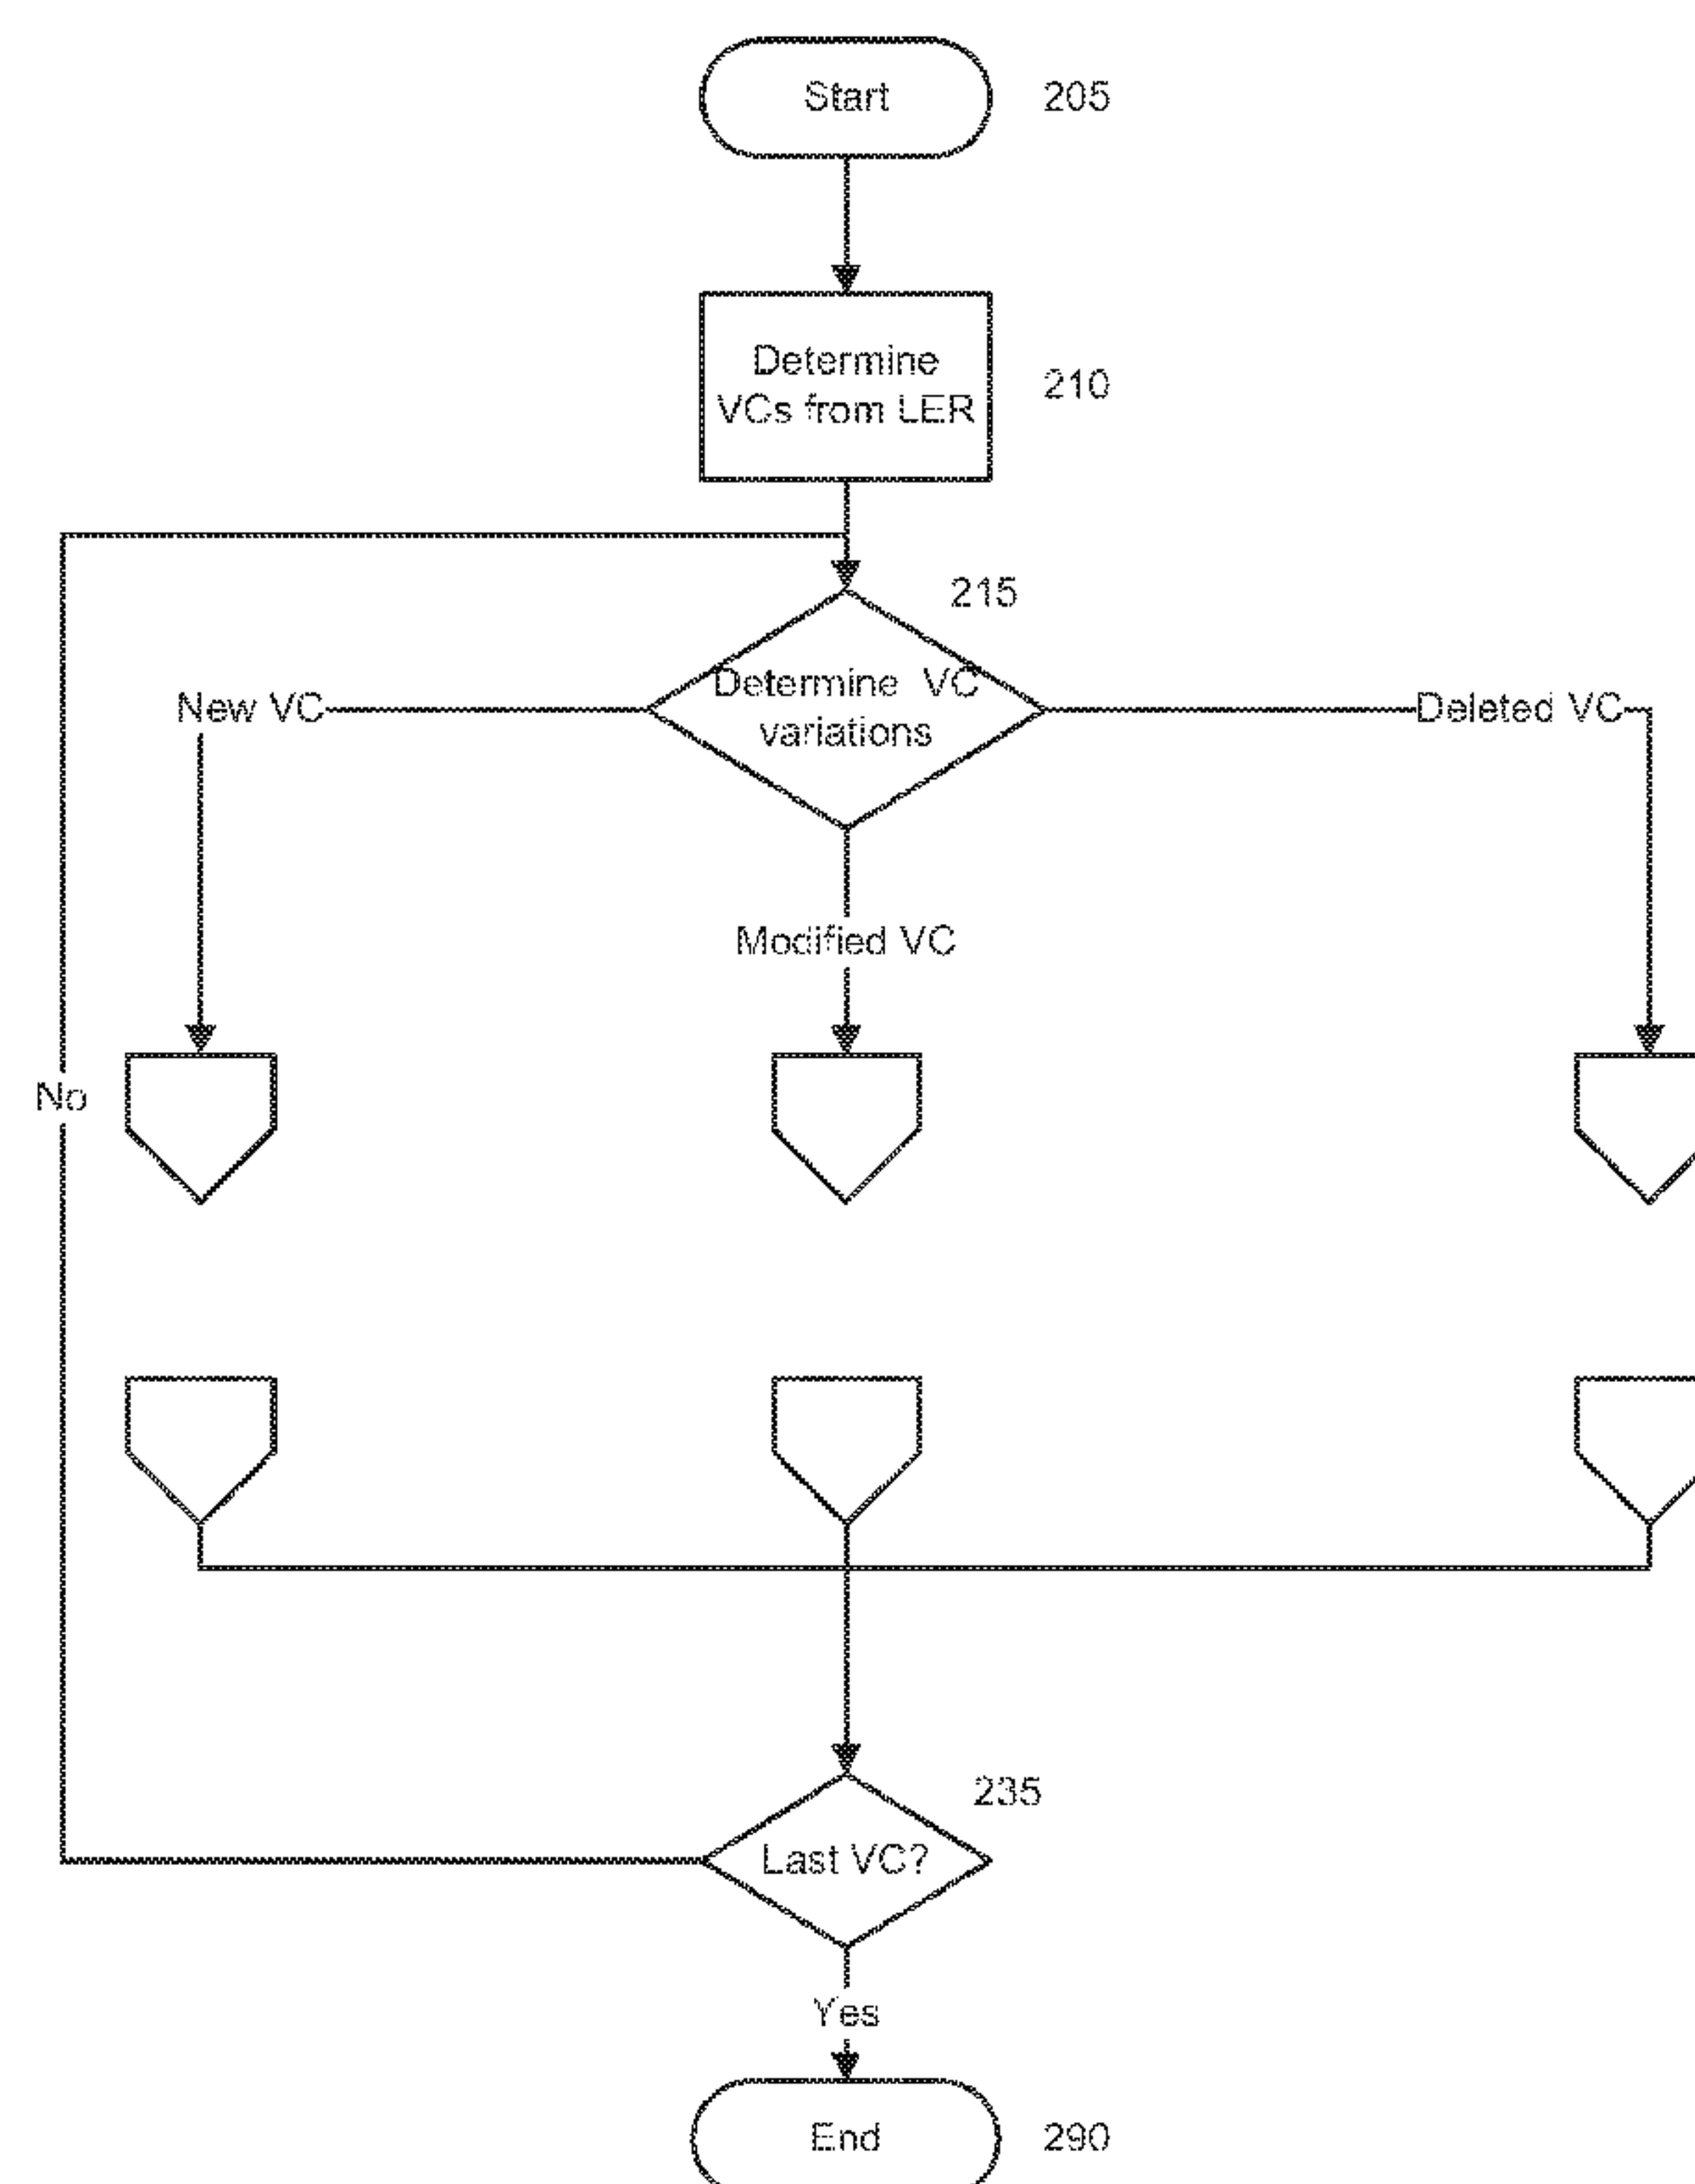 Start
205
Determine
VCs from LER
210
215
Determine VC
variations
New VC
Deleted VC
Modified VC
No
235
Last VC?
Yes
End
290